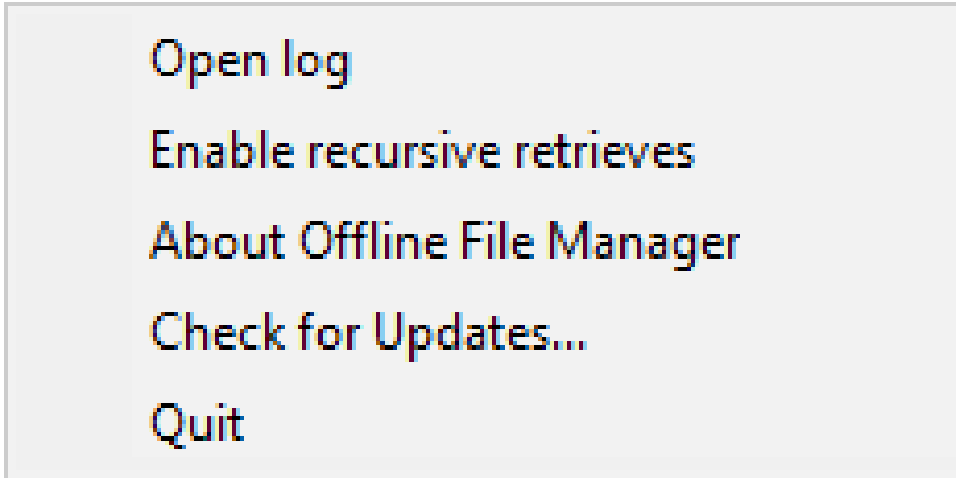 Open log
Enable recursive retrieves
About Offline File Manager
Check for Updates...
Quit